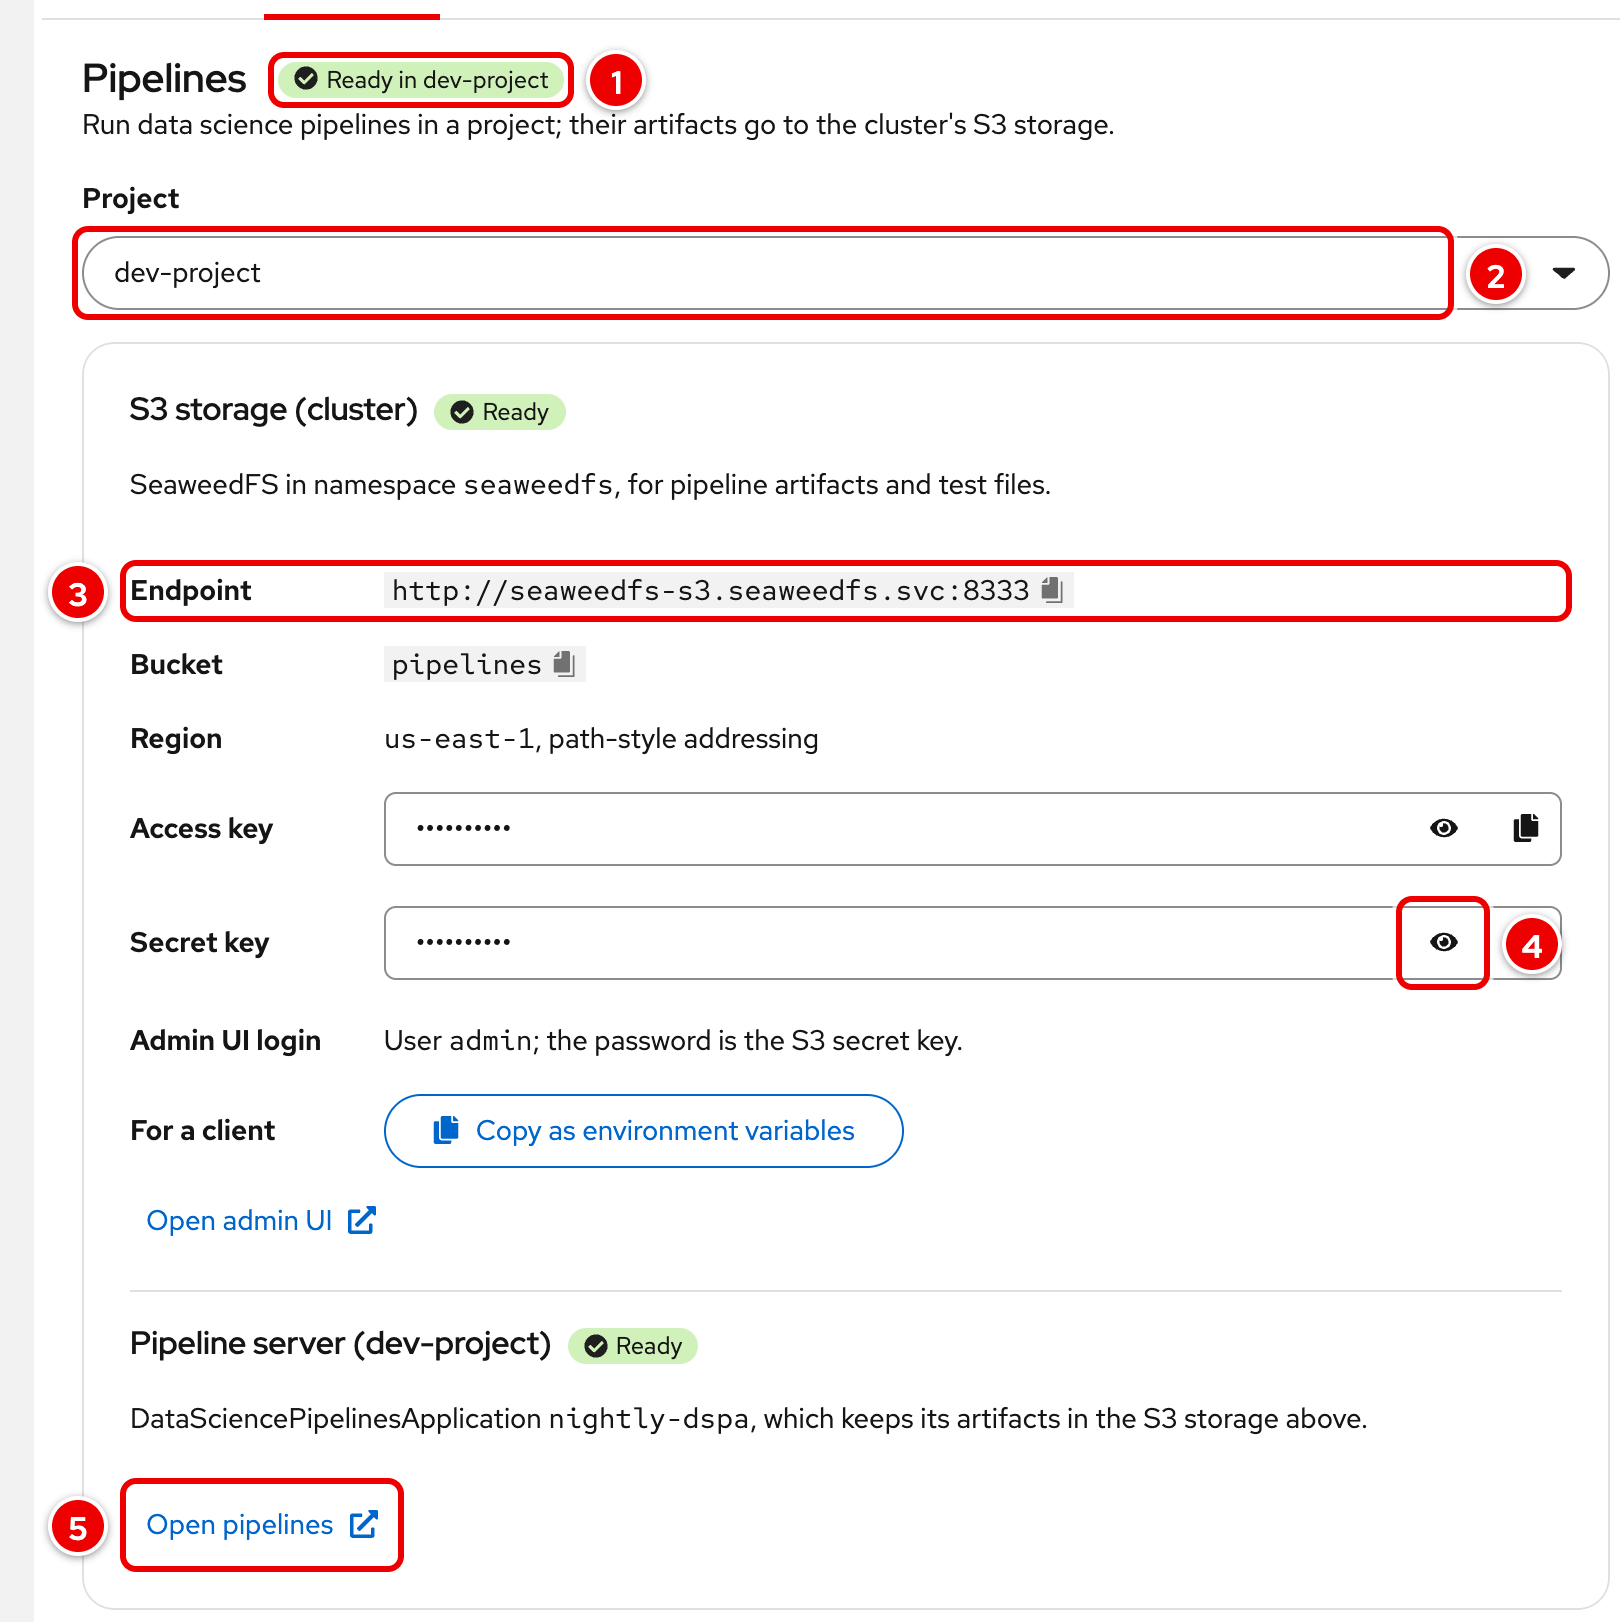 Pipelines
Ready in dev-project
1
Run data science pipelines in a project; their artifacts go to the cluster's S3 storage.
Project
dev-project
2
S3 storage (cluster)
Ready
SeaweedFS in namespace seaweedfs, for pipeline artifacts and test files.
3
Endpoint
http://seaweedfs-s3.seaweedfs.svc:8333
Bucket
pipelines
Region
us-east-1, path-style addressing
Access key
••••••••••
Secret key
••••••••••
4
Admin UI login
User admin; the password is the S3 secret key.
For a client
Copy as environment variables
Open admin UI
Pipeline server (dev-project)
Ready
DataSciencePipelinesApplication nightly-dspa, which keeps its artifacts in the S3 storage above.
5
Open pipelines